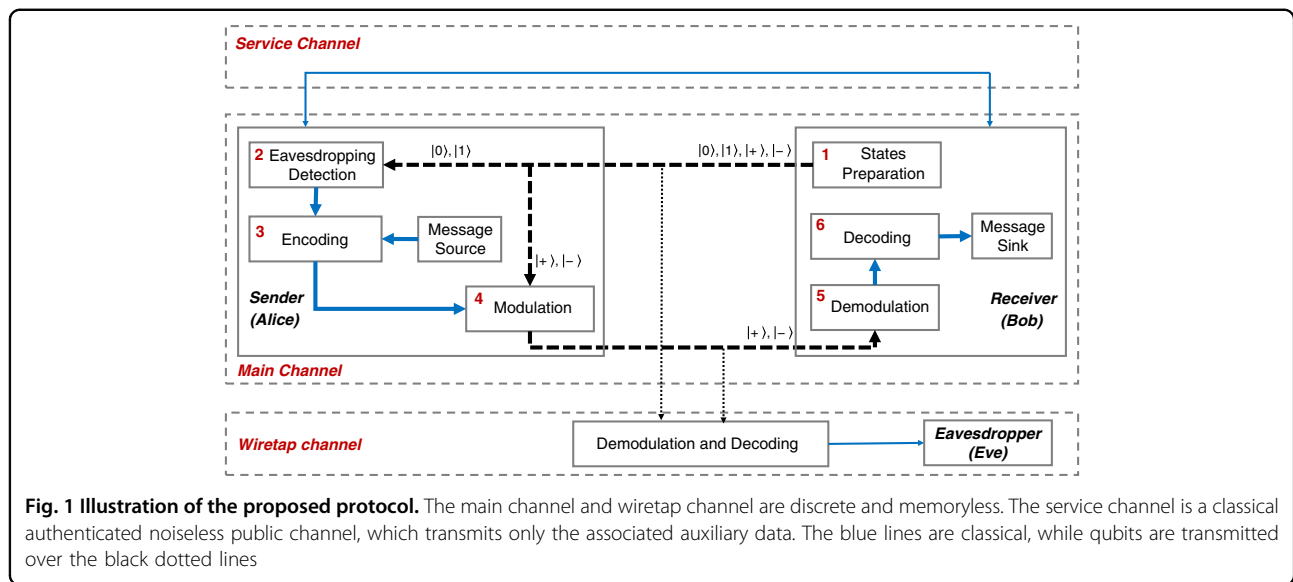 Service Channel
2 Eavesdropping
Detection
|0⟩, |1⟩
|0⟩, |1⟩, |+⟩, |−⟩
1 States
Preparation
3 Encoding
Message
Source
|+⟩, |−⟩
6 Decoding
Message
Sink
Sender
(Alice)
4 Modulation
5 Demodulation
Receiver
(Bob)
|+⟩, |−⟩
Main Channel
Wiretap channel
Demodulation and Decoding
Eavesdropper
(Eve)
Fig. 1 Illustration of the proposed protocol. The main channel and wiretap channel are discrete and memoryless. The service channel is a classical
authenticated noiseless public channel, which transmits only the associated auxiliary data. The blue lines are classical, while qubits are transmitted
over the black dotted lines